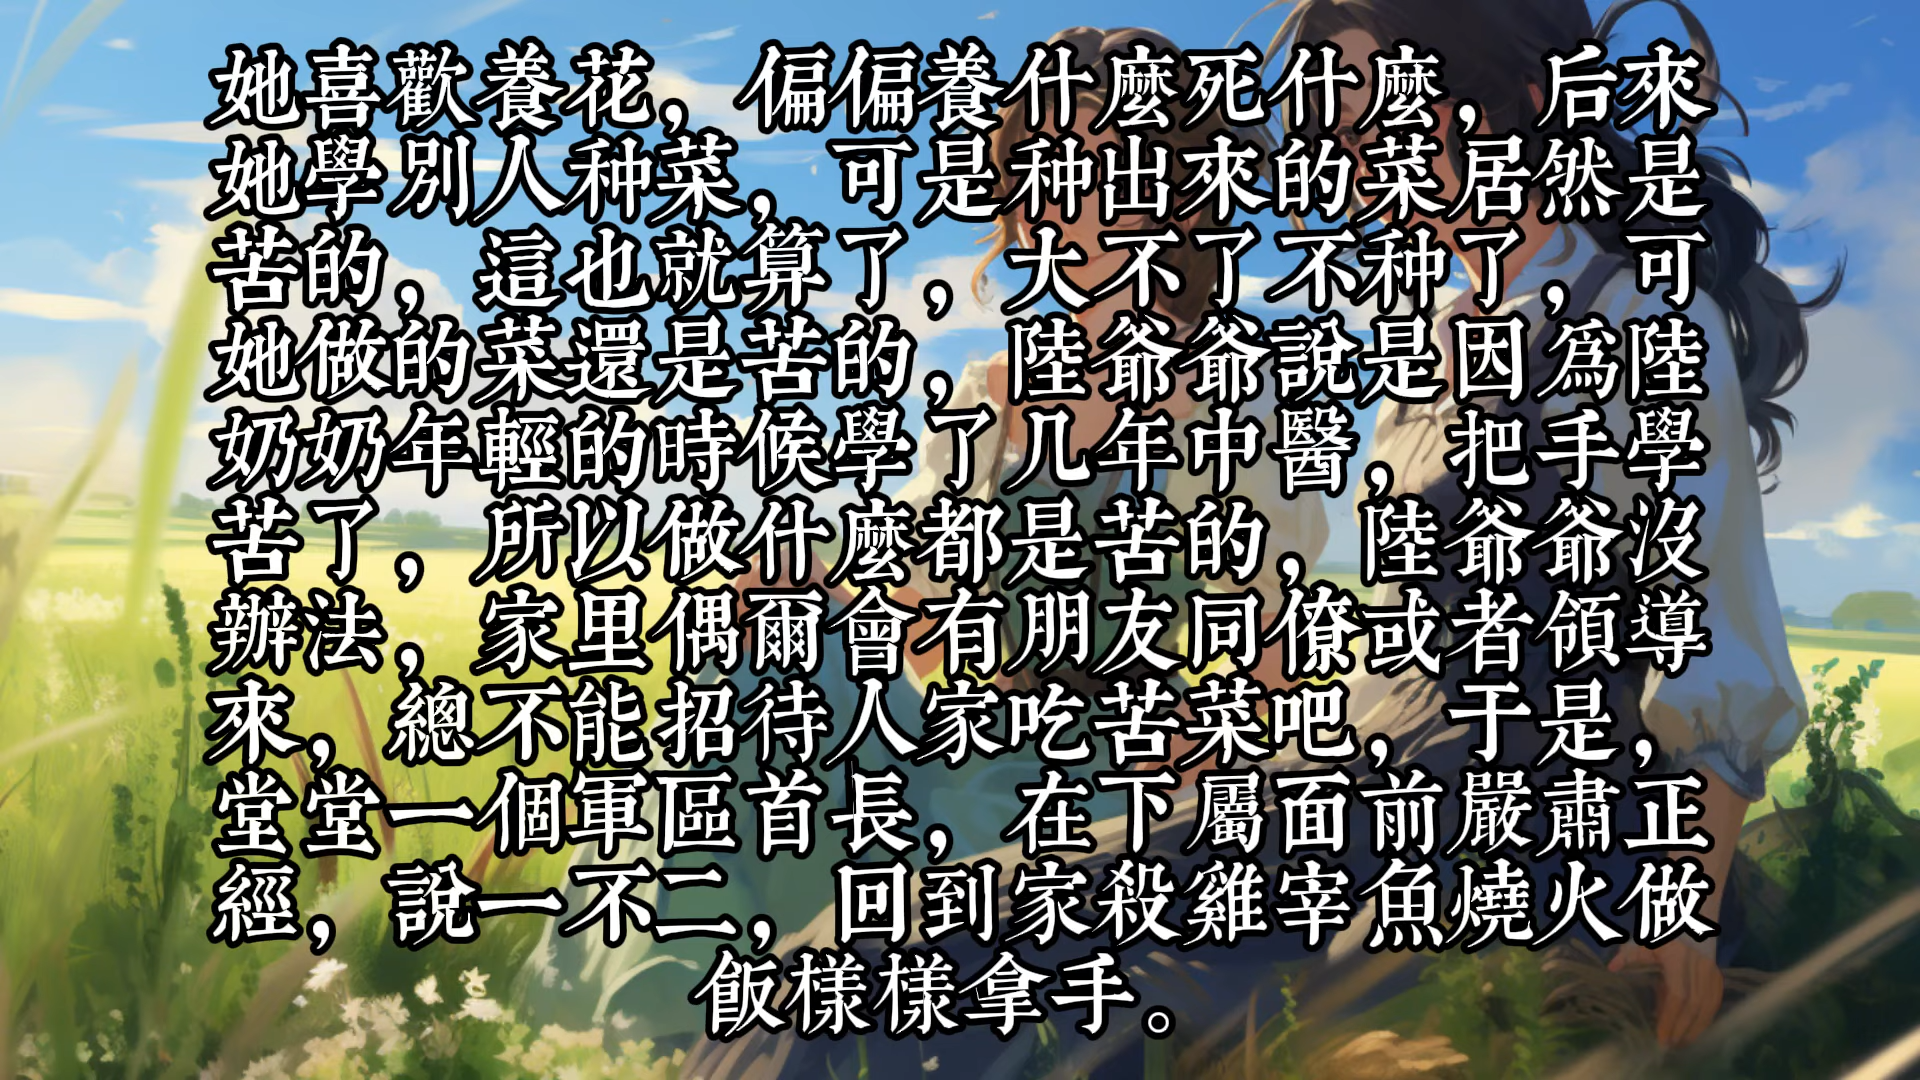 她喜歡養花，偏偏養什麼死什麼，后來
她學別人种菜，可是种出來的菜居然是
苦的，這也就算了，大不了不种了，可
她做的菜還是苦的，陸爺爺說是因爲陸
奶奶年輕的時候學了几年中醫，把手學
苦了，所以做什麼都是苦的，陸爺爺沒
辦法，家里偶爾會有朋友同僚或者領導
來，總不能招待人家吃苦菜吧，于是，
堂堂一個軍區首長，在下屬面前嚴肅正
經，說一不二，回到家殺雞宰魚燒火做
飯樣樣拿手。